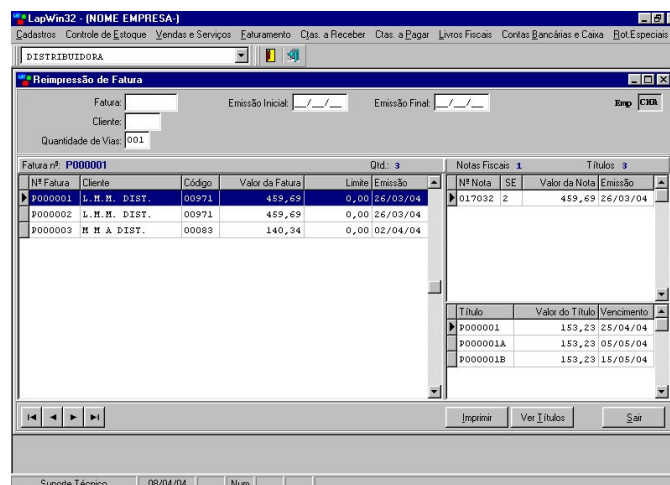 LapWin32 - (NOME EMPRESA-)
Cadastros Controle de Estoque Vendas e Serviços Faturamento Ctas. a Receber Ctas. a Pagar Livros Fiscais Contas Bancárias e Caixa Rot.Especiais
DISTRIBUIDORA
Reimpressão de Fatura
Fatura: Emissão Inicial: __/__/__ Emissão Final: __/__/__ Emp CHA
Cliente:
Quantidade de Vias: 001
Fatura nº: P000001 Qtd.: 3 Notas Fiscais 1 Títulos 3
Nº Fatura Cliente Código Valor da Fatura Limite Emissão Nº Nota SE Valor da Nota Emissão
P000001 L.M.M. DIST. 00971 459,69 0,00 26/03/04 017032 2 459,69 26/03/04
P000002 L.M.M. DIST. 00971 459,69 0,00 26/03/04
P000003 M M A DIST. 00083 140,34 0,00 02/04/04
Título Valor do Título Vencimento
P000001 153,23 25/04/04
P000001A 153,23 05/05/04
P000001B 153,23 15/05/04
Imprimir Ver Títulos Sair
Suporte Técnico 08/04/04 Num